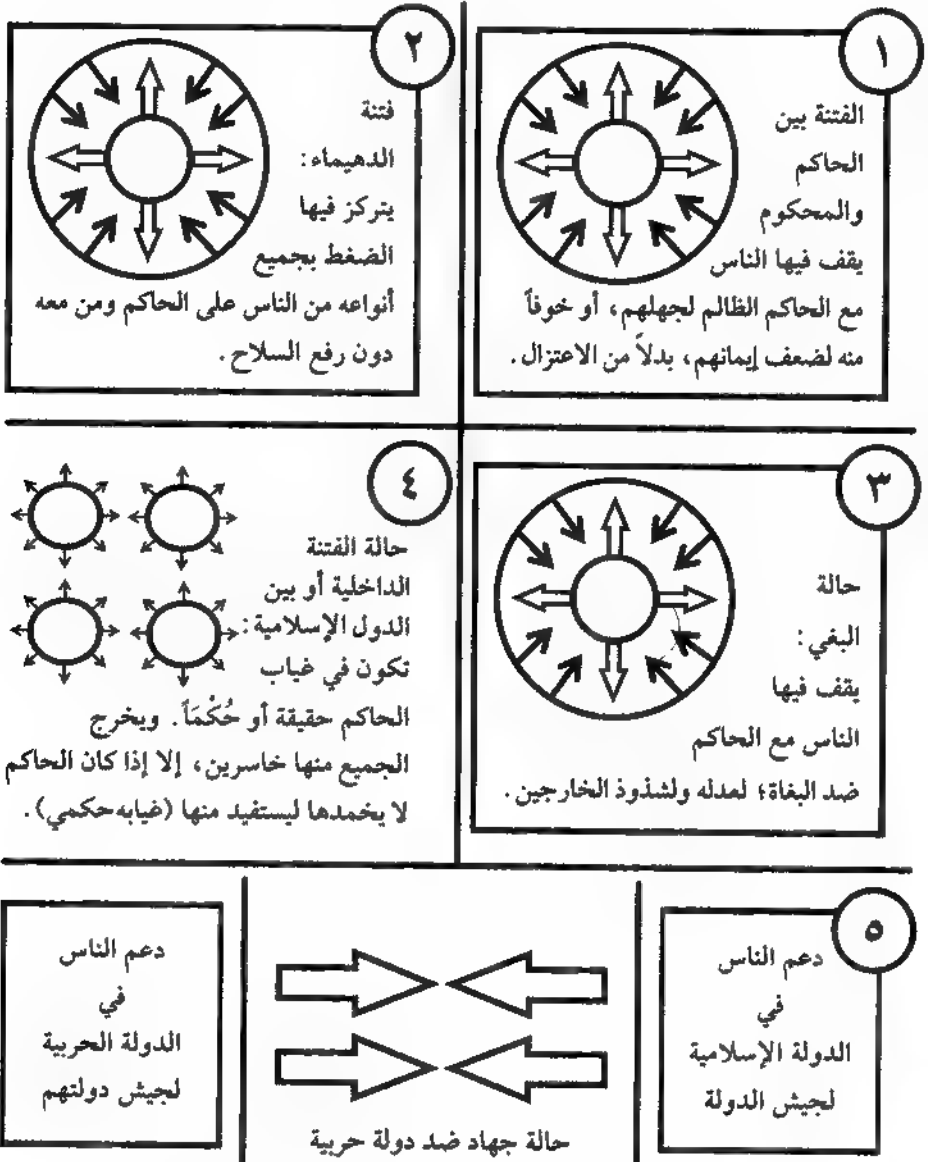 ١
الفتنة بين
الحاكم
والمحكوم
يقف فيها الناس
مع الحاكم الظالم لجهلهم، أو خوفاً
منه لضعف إيمانهم، بدلاً من الاعتزال.
٢
فتنة
الدهيماء:
يتركز فيها
الضغط بجميع
أنواعه من الناس على الحاكم ومن معه
دون رفع السلاح.
٣
حالة
البغي:
يقف فيها
الناس مع الحاكم
ضد البغاة؛ لعدله ولشذوذ الخارجين.
٤
حالة الفتنة
الداخلية أو بين
الدول الإسلامية:
تكون في غياب
الحاكم حقيقة أو حُكْمَاً. ويخرج
الجميع منها خاسرين، إلا إذا كان الحاكم
لا يخمدها ليستفيد منها (غيابه حكمي).
٥
دعم الناس
في
الدولة الإسلامية
لجيش الدولة
حالة جهاد ضد دولة حربية
دعم الناس
في
الدولة الحربية
لجيش دولتهم